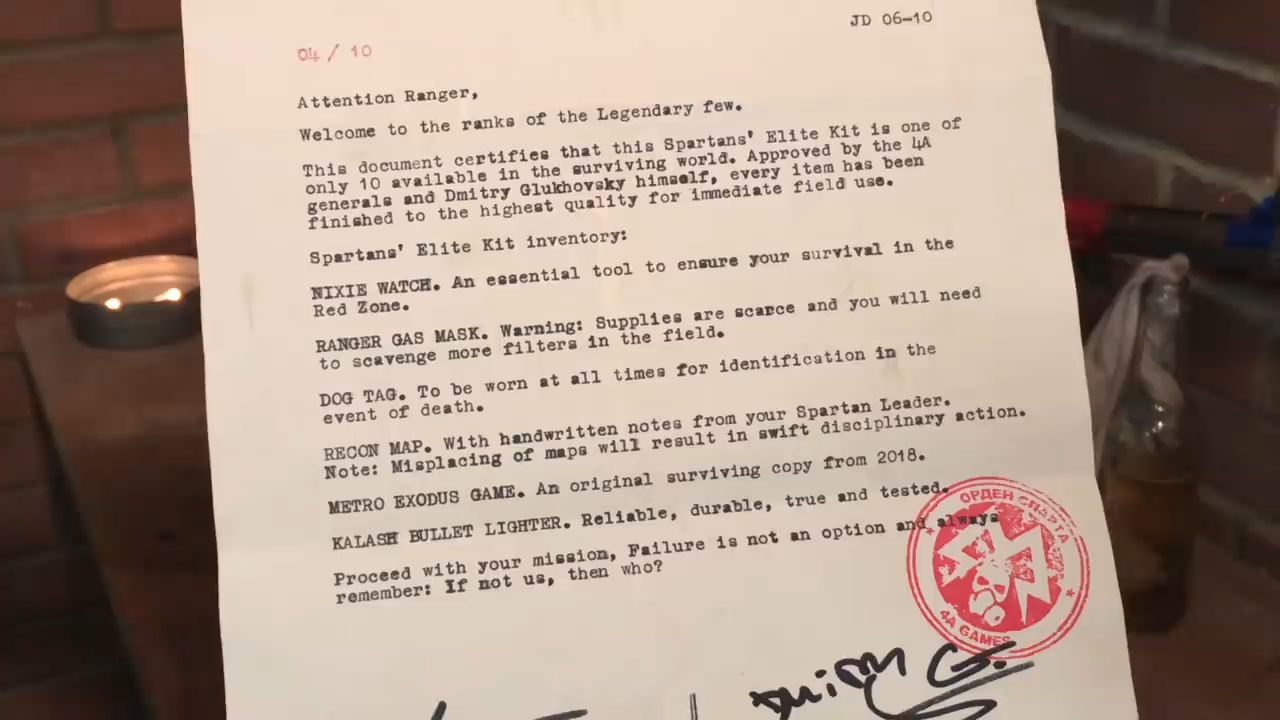 JD 06-10
04 / 10
Attention Ranger,
Welcome to the ranks of the Legendary few.
This document certifies that this Spartans' Elite Kit is one of
only 10 available in the surviving world. Approved by the 4A
generals and Dmitry Glukhovsky himself, every item has been
finished to the highest quality for immediate field use.
Spartans' Elite Kit inventory:
NIXIE WATCH. An essential tool to ensure your survival in the
Red Zone.
RANGER GAS MASK. Warning: Supplies are scarce and you will need
to scavenge more filters in the field.
DOG TAG. To be worn at all times for identification in the
event of death.
RECON MAP. With handwritten notes from your Spartan Leader.
Note: Misplacing of maps will result in swift disciplinary action.
METRO EXODUS GAME. An original surviving copy from 2018.
KALASH BULLET LIGHTER. Reliable, durable, true and tested.
Proceed with your mission, Failure is not an option and always
remember: If not us, then who?
ОРДЕН СПАРТА
4A GAMES